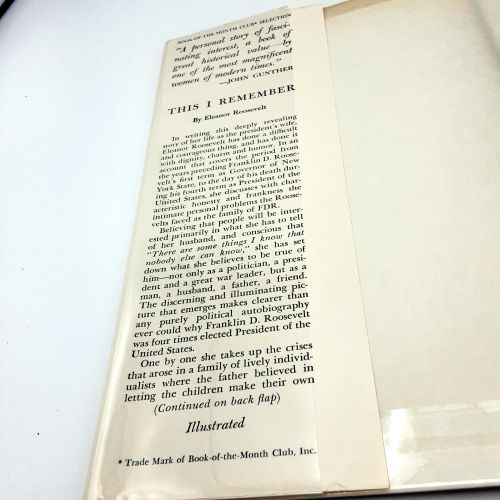 BOOK-OF-THE-MONTH CLUB* SELECTION
"A personal story of fasci-
nating interest, a book of
great historical value—by
one of the most magnificent
women of modern times."
—JOHN GUNTHER
THIS I REMEMBER
By Eleanor Roosevelt
In writing this deeply revealing
story of her life as the president's wife,
Eleanor Roosevelt has done a difficult
and courageous thing, and has done it
with dignity, charm and humor. In an
account that covers the period from
the years preceding Franklin D. Roose-
velt's first term as Governor of New
York State, to the day of his death dur-
ing his fourth term as President of the
United States, she discusses with char-
acteristic honesty and frankness the
intimate personal problems the Roose-
velts faced as the family of FDR.
Believing that people will be inter-
ested primarily in what she has to tell
of her husband, and conscious that
"There are some things I know that
nobody else can know," she has set
down what she believes to be true of
him—not only as a politician, a presi-
dent and a great war leader, but as a
man, a husband, a father, a friend.
The discerning and illuminating pic-
ture that emerges makes clearer than
any purely political autobiography
ever could why Franklin D. Roosevelt
was four times elected President of the
United States.
One by one she takes up the crises
that arose in a family of lively individ-
ualists where the father believed in
letting the children make their own
(Continued on back flap)
Illustrated
* Trade Mark of Book-of-the-Month Club, Inc.